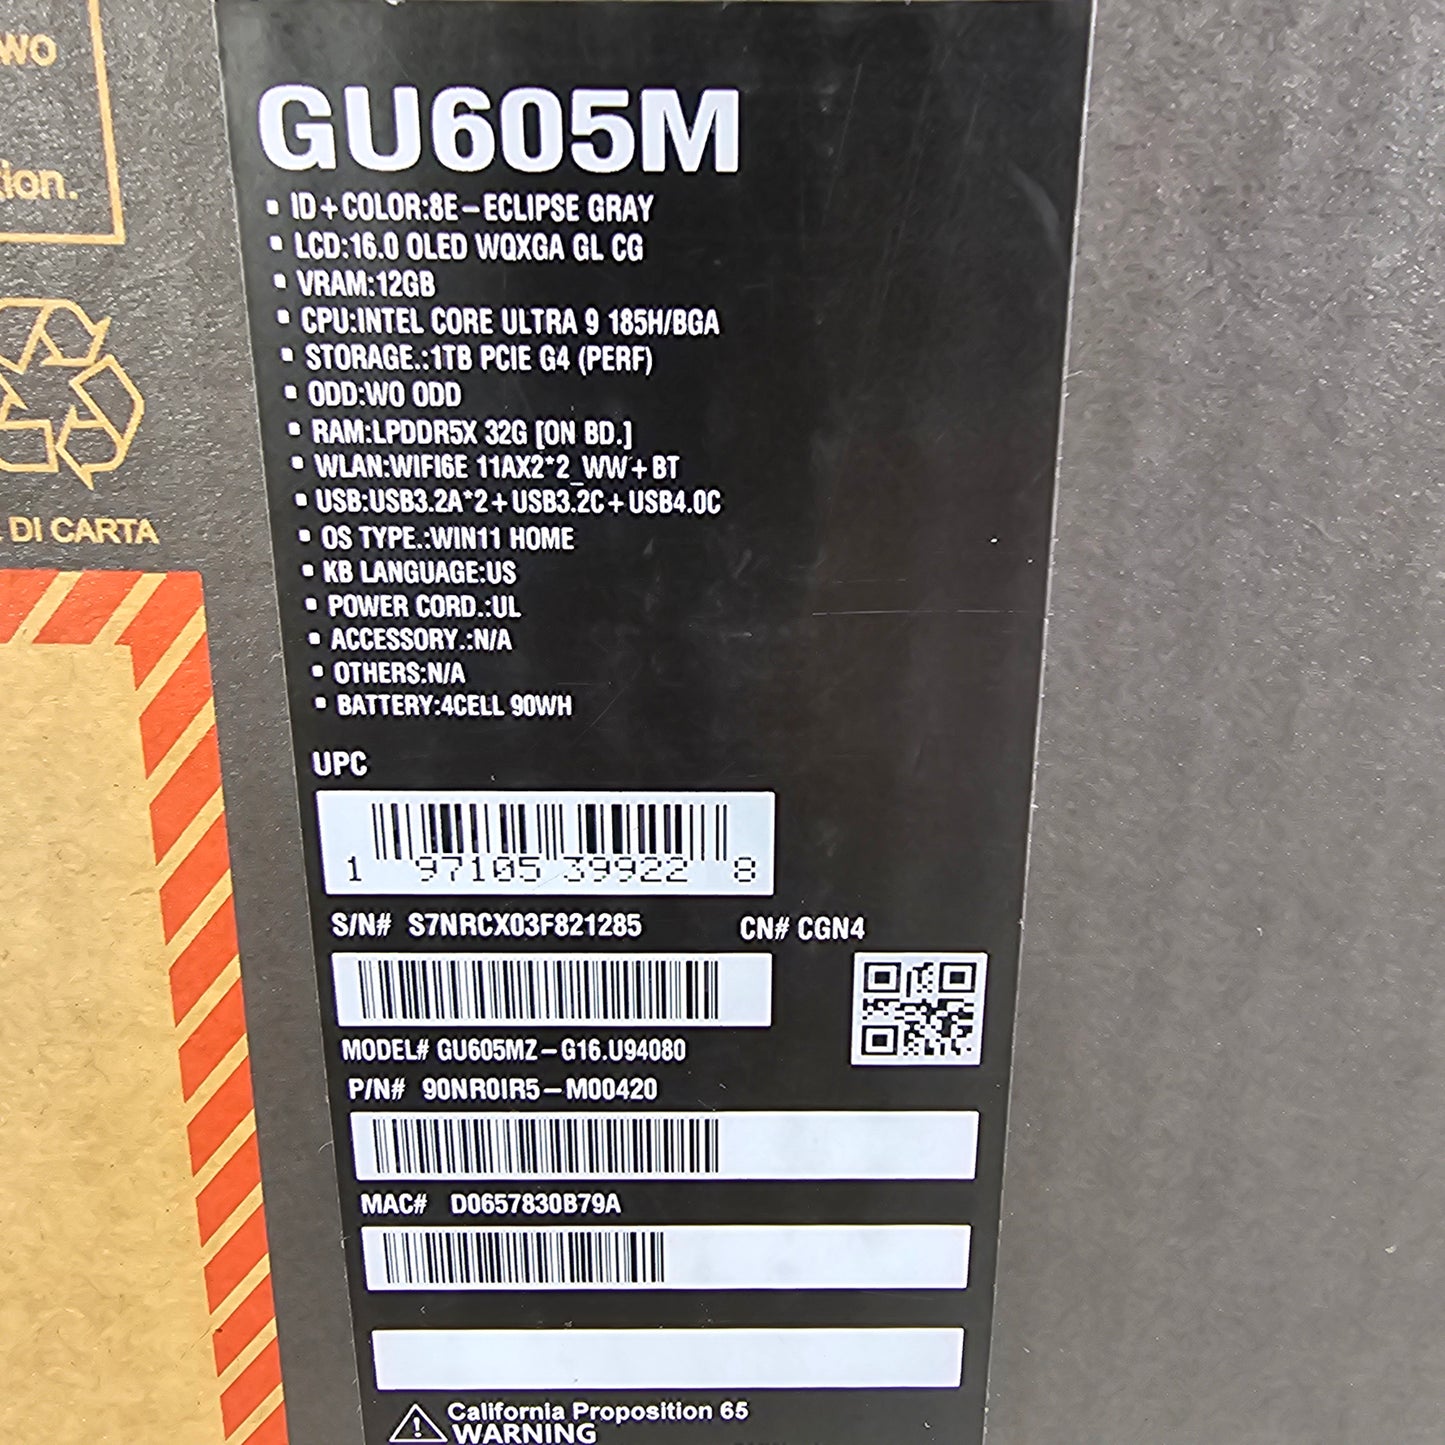 WO
tion.
DI CARTA
GU605M
▪ ID+COLOR:8E–ECLIPSE GRAY
▪ LCD:16.0 OLED WQXGA GL CG
▪ VRAM:12GB
▪ CPU:INTEL CORE ULTRA 9 185H/BGA
▪ STORAGE.:1TB PCIE G4 (PERF)
▪ ODD:WO ODD
▪ RAM:LPDDR5X 32G [ON BD.]
▪ WLAN:WIFI6E 11AX2*2_WW+BT
▪ USB:USB3.2A*2+USB3.2C+USB4.0C
▪ OS TYPE.:WIN11 HOME
▪ KB LANGUAGE:US
▪ POWER CORD.:UL
▪ ACCESSORY.:N/A
▪ OTHERS:N/A
▪ BATTERY:4CELL 90WH
UPC
1 97105 39922 8
S/N# S7NRCX03F821285 CN# CGN4
MODEL# GU605MZ–G16.U94080
P/N# 90NR0IR5–M00420
MAC# D0657830B79A
California Proposition 65
WARNING